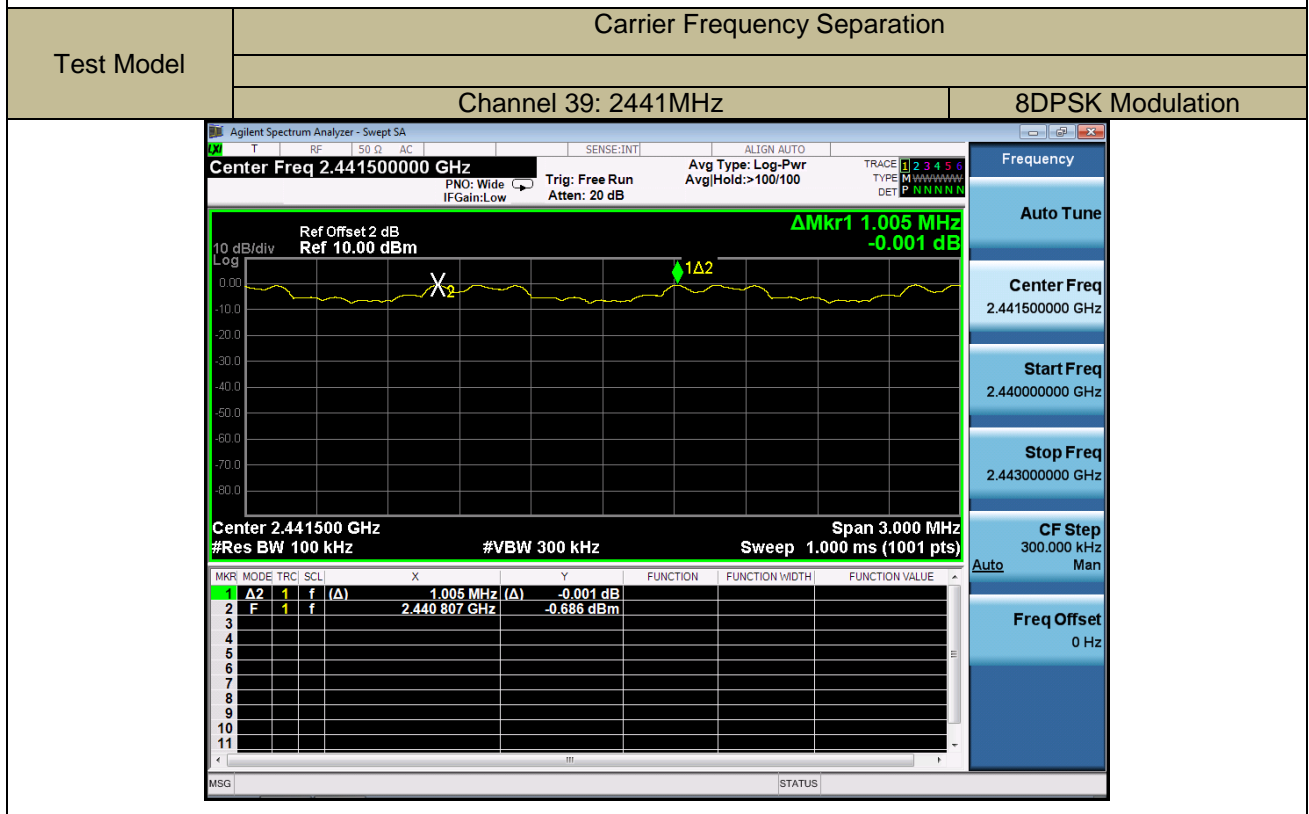 Carrier Frequency Separation
Test Model
Channel 39: 2441MHz 8DPSK Modulation
Agilent Spectrum Analyzer - Swept SA
LXI T RF 50 Ω AC SENSE:INT ALIGN AUTO
Center Freq 2.441500000 GHz
PNO: Wide
IFGain:Low
Trig: Free Run
Atten: 20 dB
Avg Type: Log-Pwr
Avg|Hold:>100/100
TRACE 1 2 3 4 5 6
TYPE M WWWWW
DET P N N N N N
Frequency
Auto Tune
Center Freq
2.441500000 GHz
Start Freq
2.440000000 GHz
Stop Freq
2.443000000 GHz
CF Step
300.000 kHz
Auto Man
Freq Offset
0 Hz
ΔMkr1 1.005 MHz
-0.001 dB
Ref Offset 2 dB
10 dB/div Ref 10.00 dBm
Log
1Δ2
2
0.00
-10.0
-20.0
-30.0
-40.0
-50.0
-60.0
-70.0
-80.0
Center 2.441500 GHz Span 3.000 MHz
#Res BW 100 kHz #VBW 300 kHz Sweep 1.000 ms (1001 pts)
MKR MODE TRC SCL X Y FUNCTION FUNCTION WIDTH FUNCTION VALUE
1 Δ2 1 f (Δ) 1.005 MHz (Δ) -0.001 dB
2 F 1 f 2.440 807 GHz -0.686 dBm
3
4
5
6
7
8
9
10
11
MSG STATUS